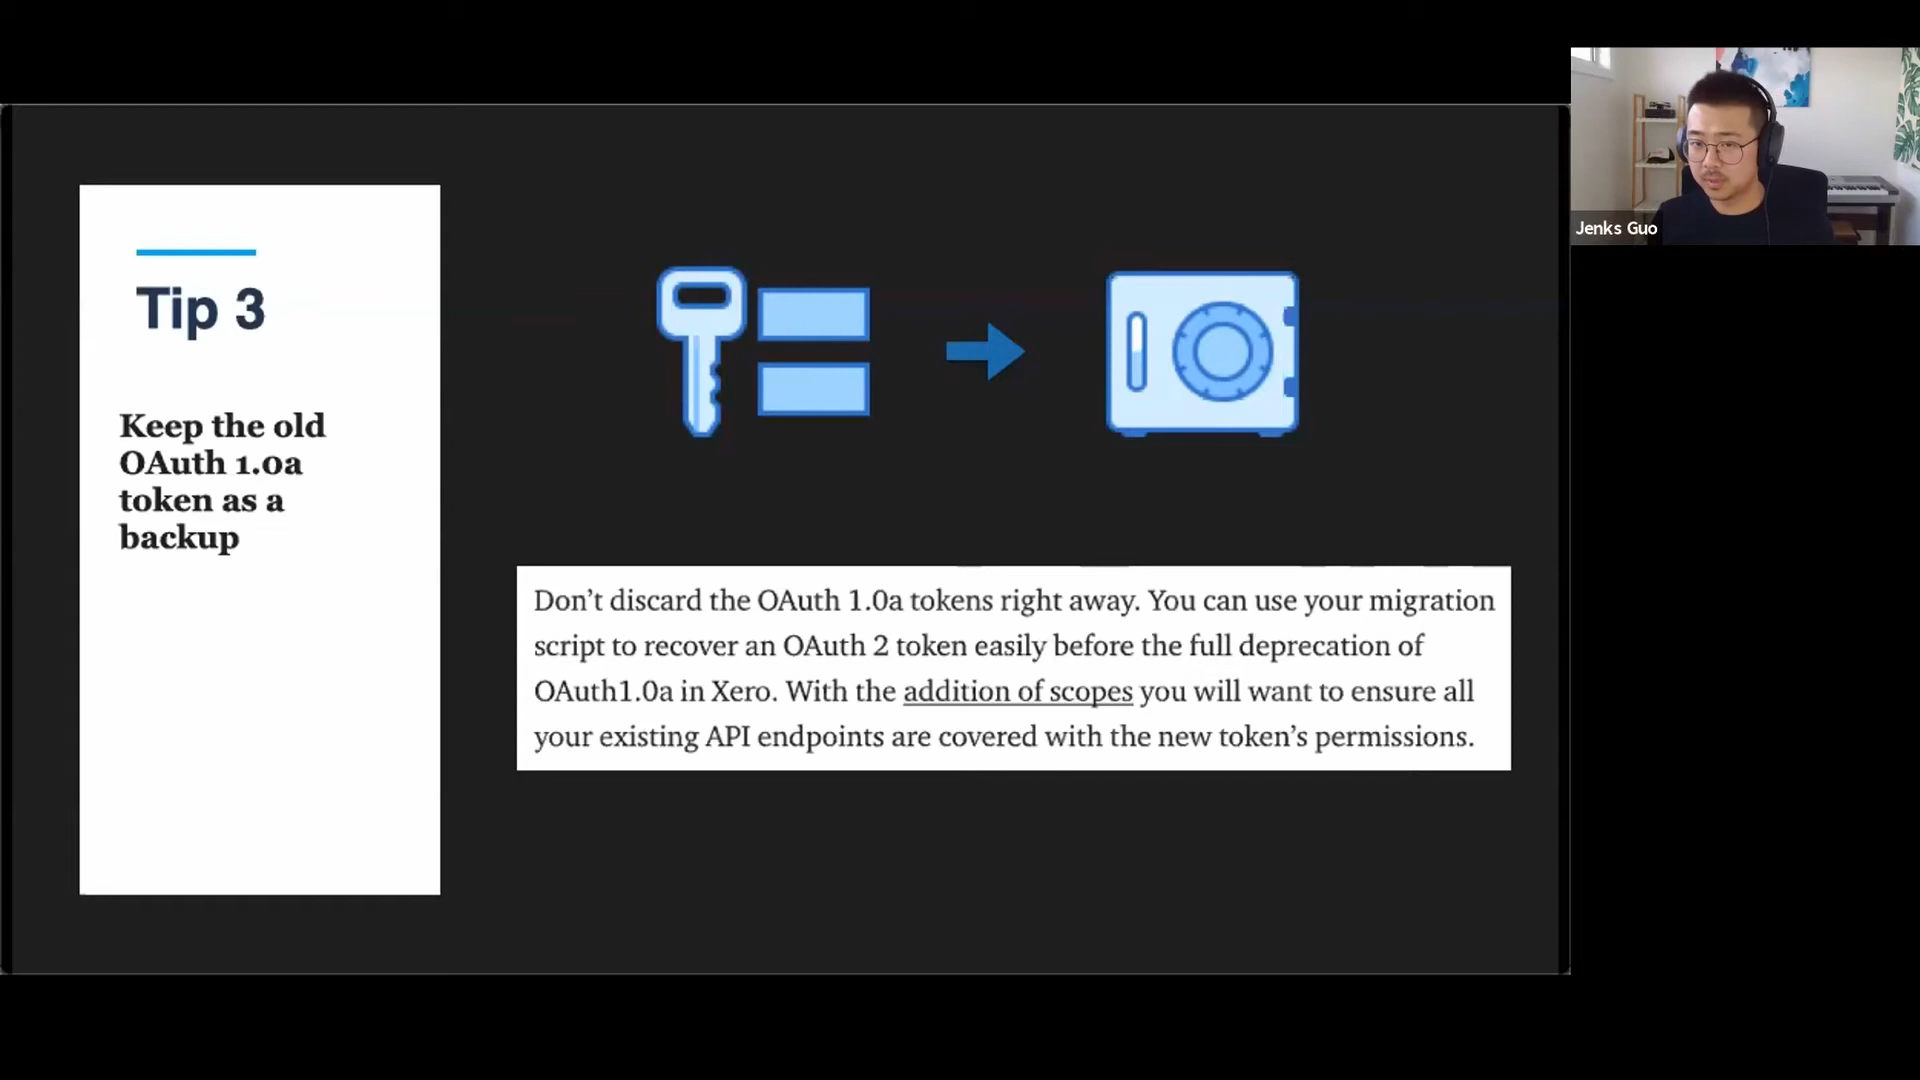 Tip 3
Keep the old
OAuth 1.0a
token as a
backup
Don’t discard the OAuth 1.0a tokens right away. You can use your migration
script to recover an OAuth 2 token easily before the full deprecation of
OAuth1.0a in Xero. With the addition of scopes you will want to ensure all
your existing API endpoints are covered with the new token’s permissions.
Jenks Guo